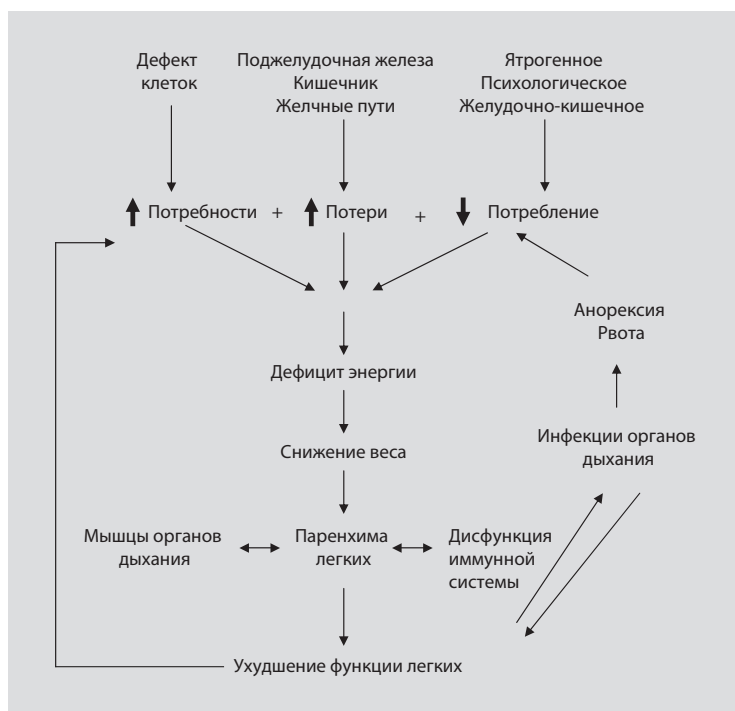 Дефект
клеток
Поджелудочная железа
Кишечник
Желчные пути
Ятрогенное
Психологическое
Желудочно-кишечное
Потребности + Потери + Потребление
Анорексия
Рвота
Дефицит энергии
Инфекции органов
дыхания
Снижение веса
Мышцы органов
дыхания
Паренхима
легких
Дисфункция
иммунной
системы
Ухудшение функции легких